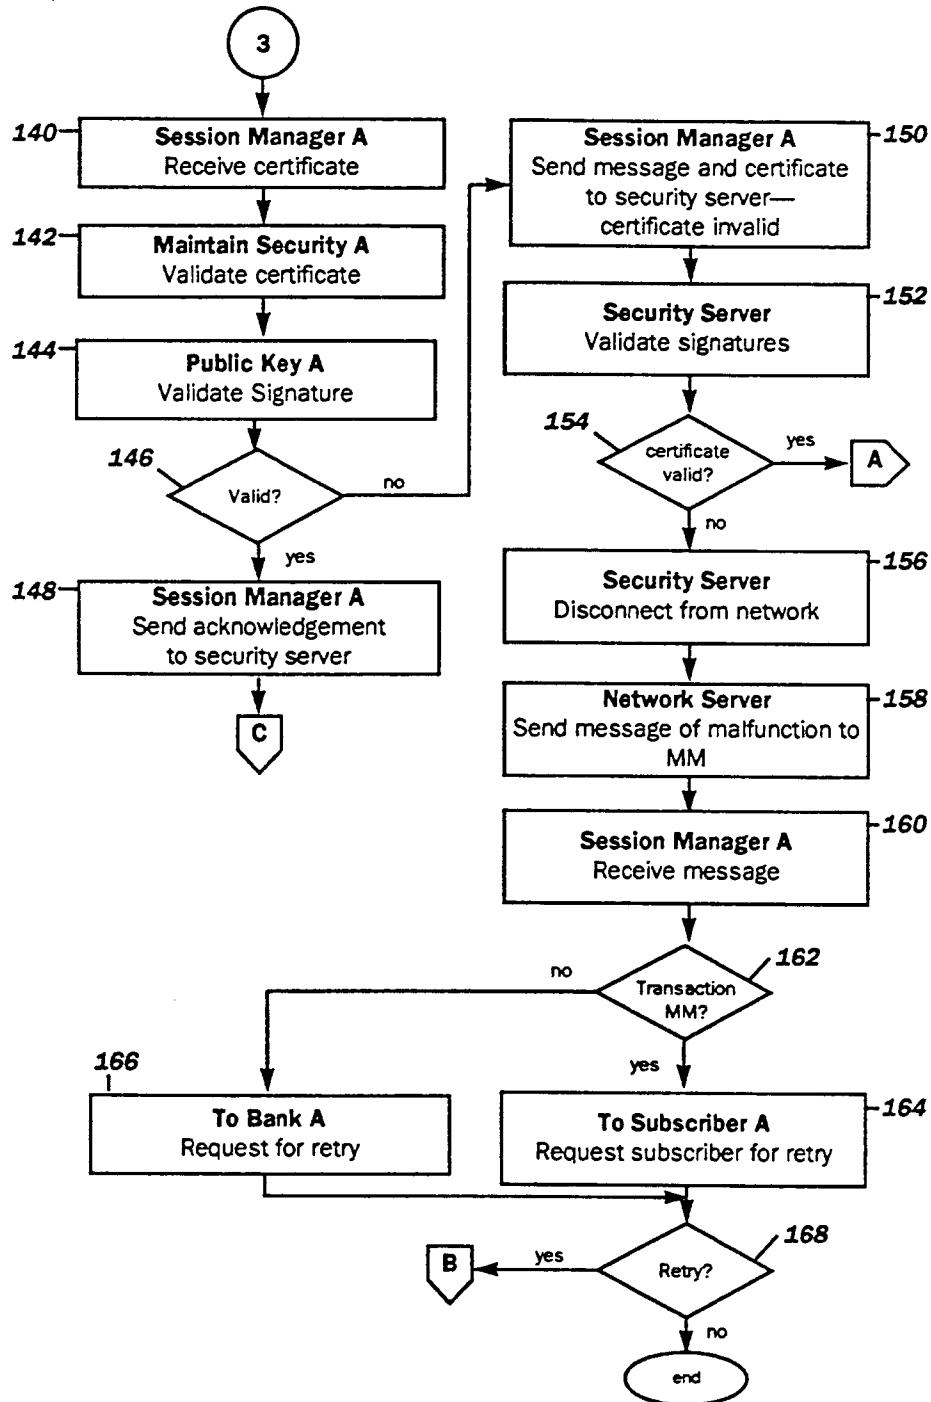 3
140
Session Manager A
Receive certificate
142
Maintain Security A
Validate certificate
144
Public Key A
Validate Signature
146
Valid?
no
yes
148
Session Manager A
Send acknowledgement
to security server
C
150
Session Manager A
Send message and certificate
to security server—
certificate invalid
152
Security Server
Validate signatures
154
certificate
valid?
yes
A
no
156
Security Server
Disconnect from network
158
Network Server
Send message of malfunction to
MM
160
Session Manager A
Receive message
162
Transaction
MM?
no
yes
166
To Bank A
Request for retry
164
To Subscriber A
Request subscriber for retry
168
Retry?
yes
B
no
end